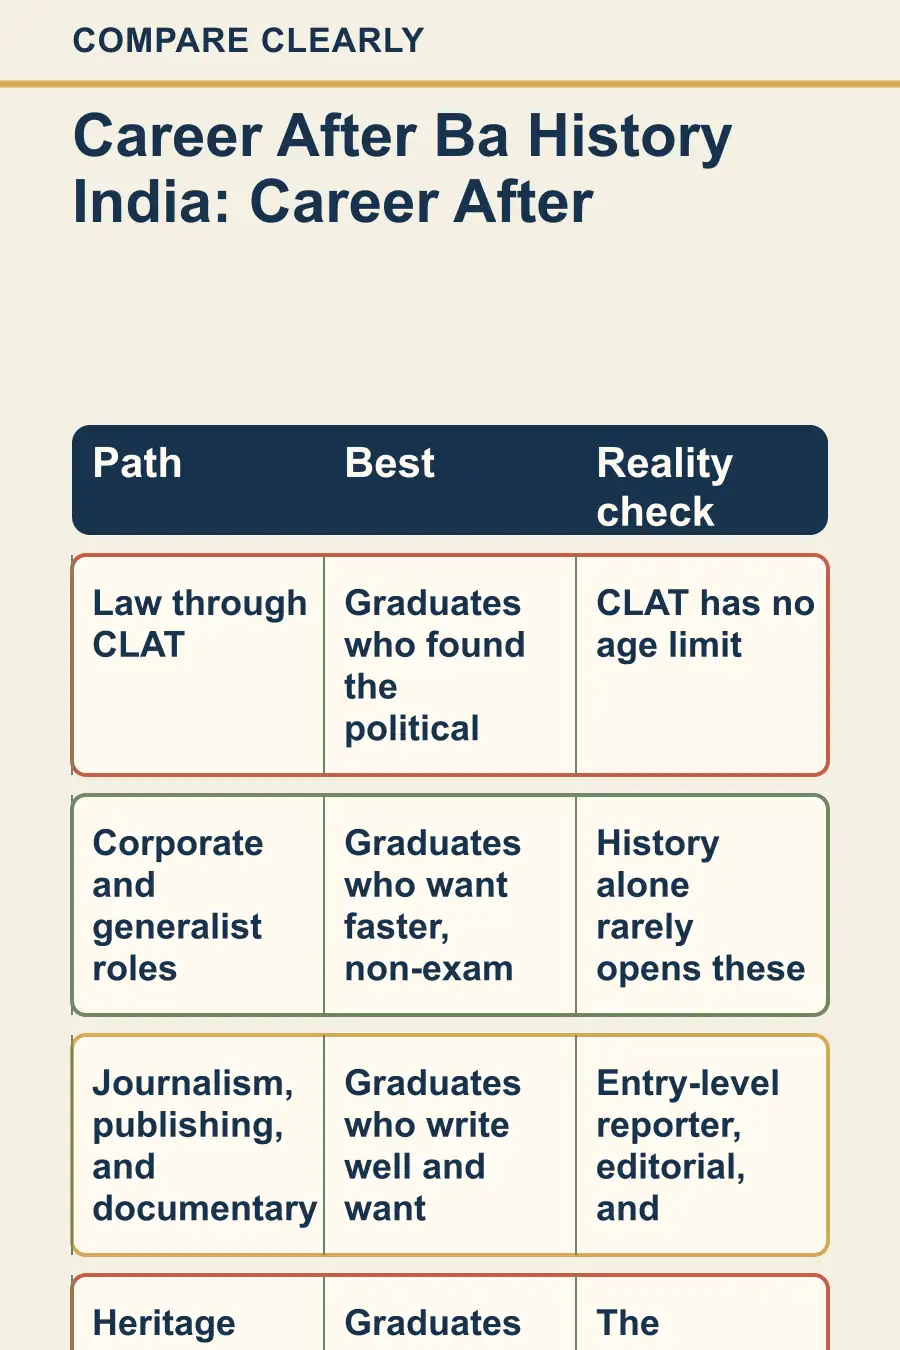 COMPARE CLEARLY
Career After Ba History
India: Career After
Path
Best
Reality
check
Law through
CLAT
Graduates
who found
the
political
CLAT has no
age limit
Corporate
and
generalist
roles
Graduates
who want
faster,
non-exam
History
alone
rarely
opens these
Journalism,
publishing,
and
documentary
Graduates
who write
well and
want
Entry-level
reporter,
editorial,
and
Heritage
Graduates
The